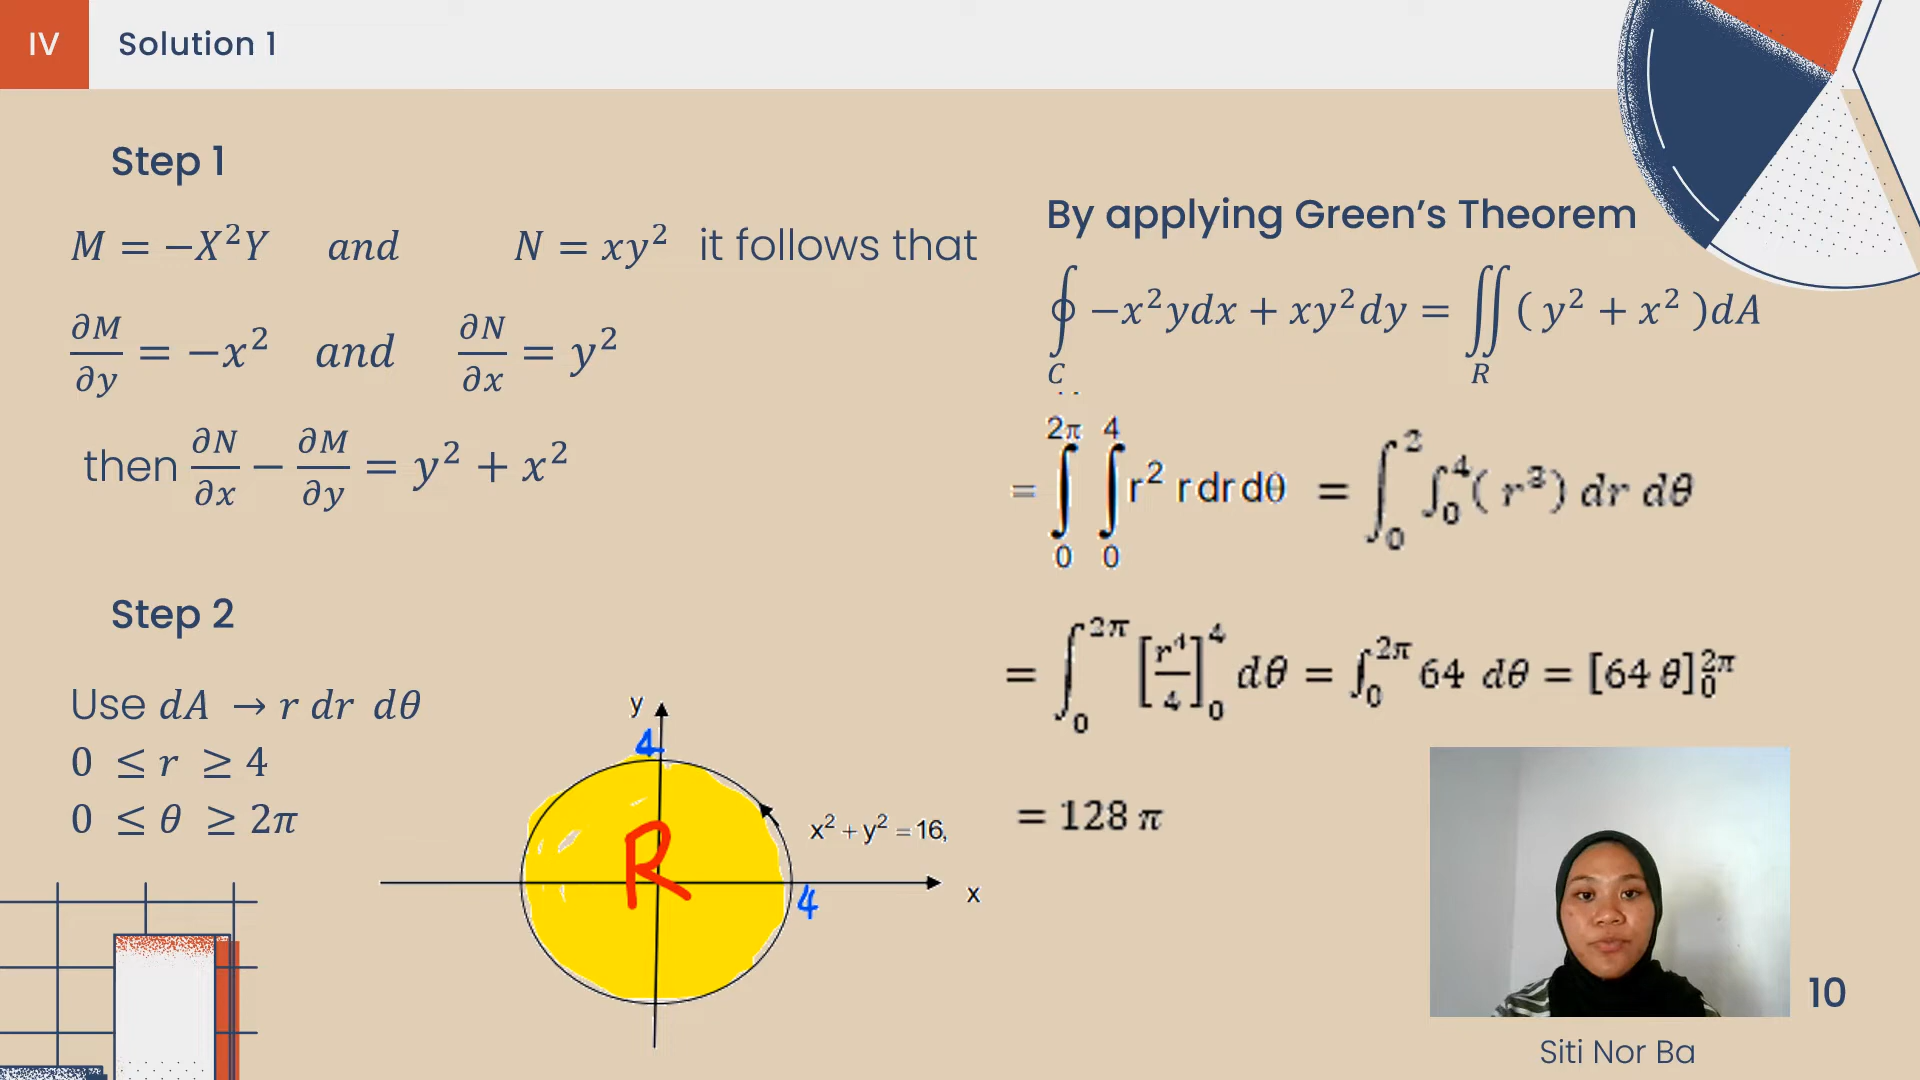 IV Solution 1
Step 1
M = −X²Y and N = xy² it follows that
∂M/∂y = −x² and ∂N/∂x = y²
then ∂N/∂x − ∂M/∂y = y² + x²
Step 2
Use dA → r dr dθ
0 ≤ r ≥ 4
0 ≤ θ ≥ 2π
y
4
R
x² + y² = 16,
4
x
By applying Green’s Theorem
∮_C −x²ydx + xy²dy = ∬_R ( y² + x² )dA
= ∫₀^2π ∫₀^4 r² r dr dθ = ∫₀^2 ∫₀^4 ( r³) dr dθ
= ∫₀^2π [r⁴/4]₀^4 dθ = ∫₀^2π 64 dθ = [64 θ]₀^2π
= 128 π
10
Siti Nor Ba